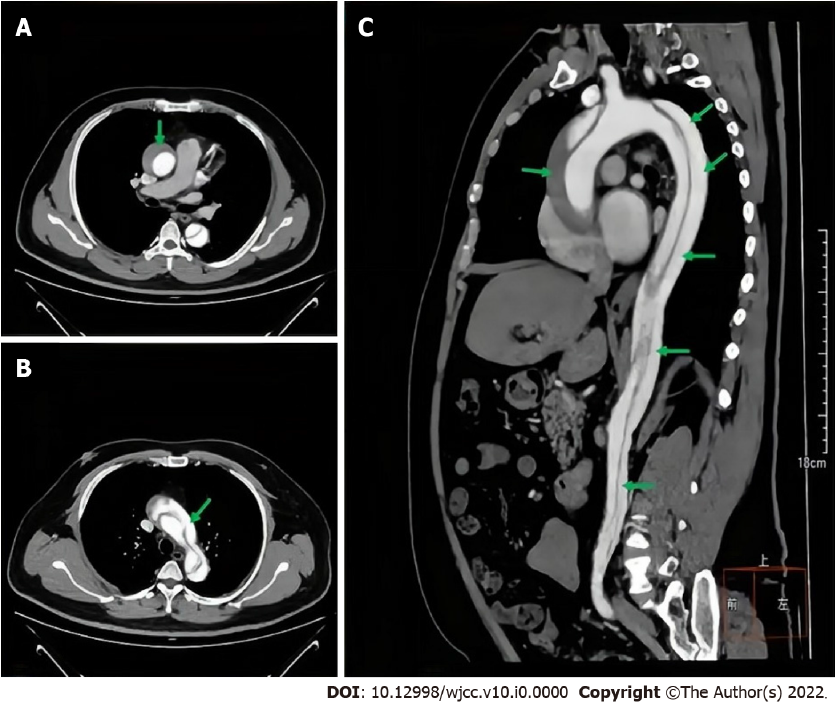 A
B
C
18cm
上
前
左
DOI: 10.12998/wjcc.v10.i0.0000 Copyright ©The Author(s) 2022.